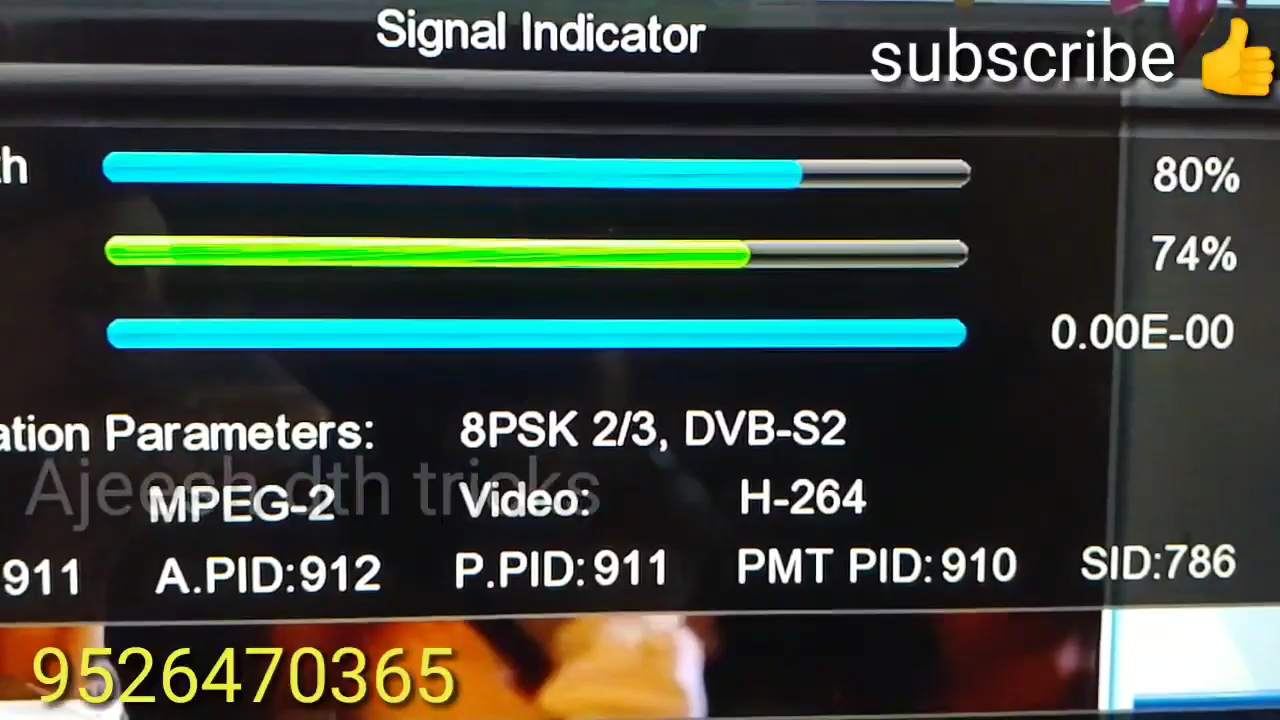 Signal Indicator
subscribe 👍
th
80%
74%
0.00E-00
ation Parameters: 8PSK 2/3, DVB-S2
Ajeesh dth tricks
MPEG-2 Video: H-264
911 A.PID:912 P.PID:911 PMT PID:910 SID:786
9526470365